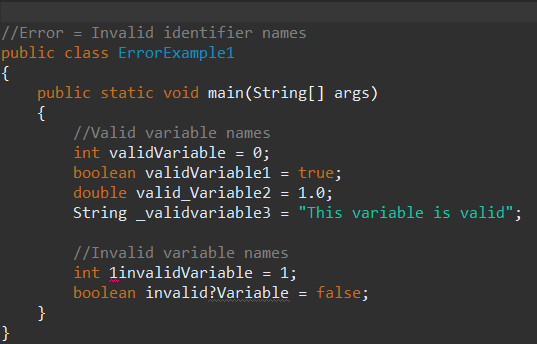 //Error = Invalid identifier names
public class ErrorExample1
{
    public static void main(String[] args)
    {
        //Valid variable names
        int validVariable = 0;
        boolean validVariable1 = true;
        double valid_Variable2 = 1.0;
        String _validvariable3 = "This variable is valid";

        //Invalid variable names
        int 1invalidVariable = 1;
        boolean invalid?Variable = false;
    }
}